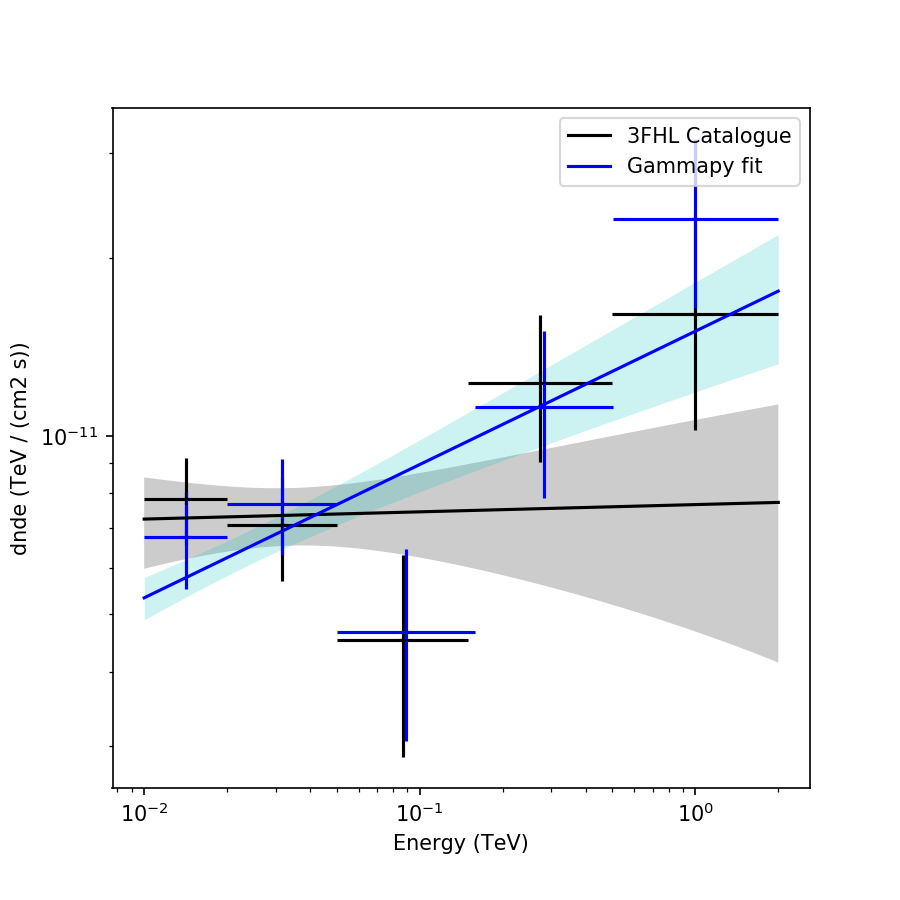 3FHL Catalogue
Gammapy fit
dnde (TeV / (cm2 s))
10⁻¹¹
10⁻² 10⁻¹ 10⁰
Energy (TeV)